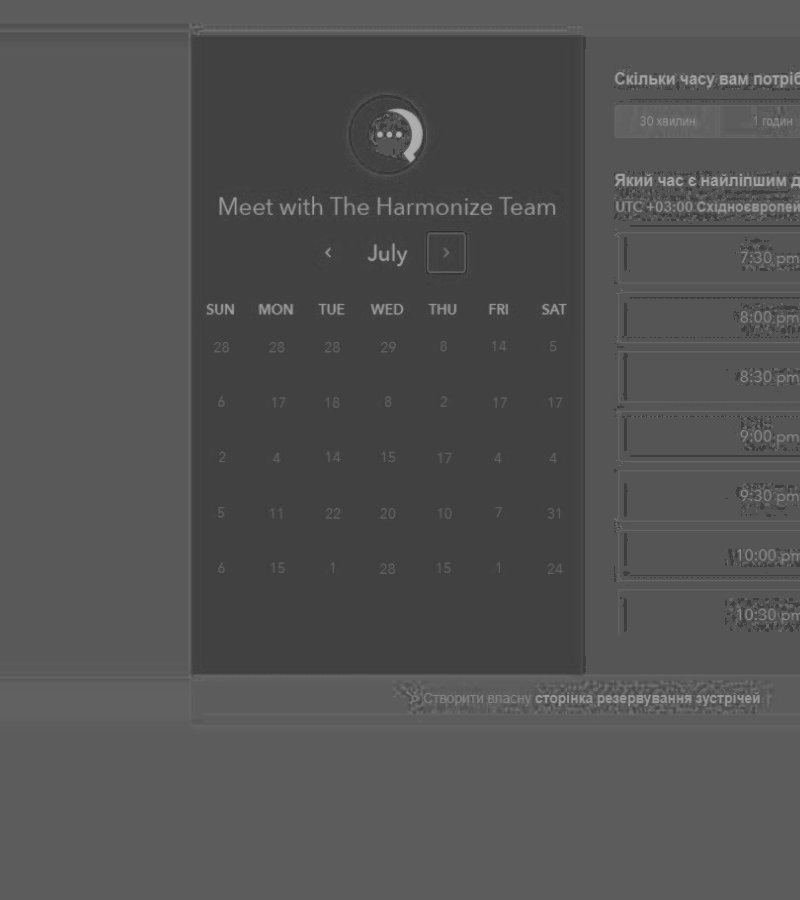 Meet with The Harmonize Team
July
SUN MON TUE WED THU FRI SAT
28 28 28 29 8 14 5
6 17 18 8 2 17 17
2 4 14 15 17 4 4
5 11 22 20 10 7 31
6 15 1 28 15 1 24
Скільки часу вам потріб
30 хвилин 1 годин
Який час є найліпшим д
UTC +03:00 Східноєвропей
7:30 pm
8:00 pm
8:30 pm
9:00 pm
9:30 pm
10:00 pm
10:30 pm
Створити власну сторінка резервування зустрічей